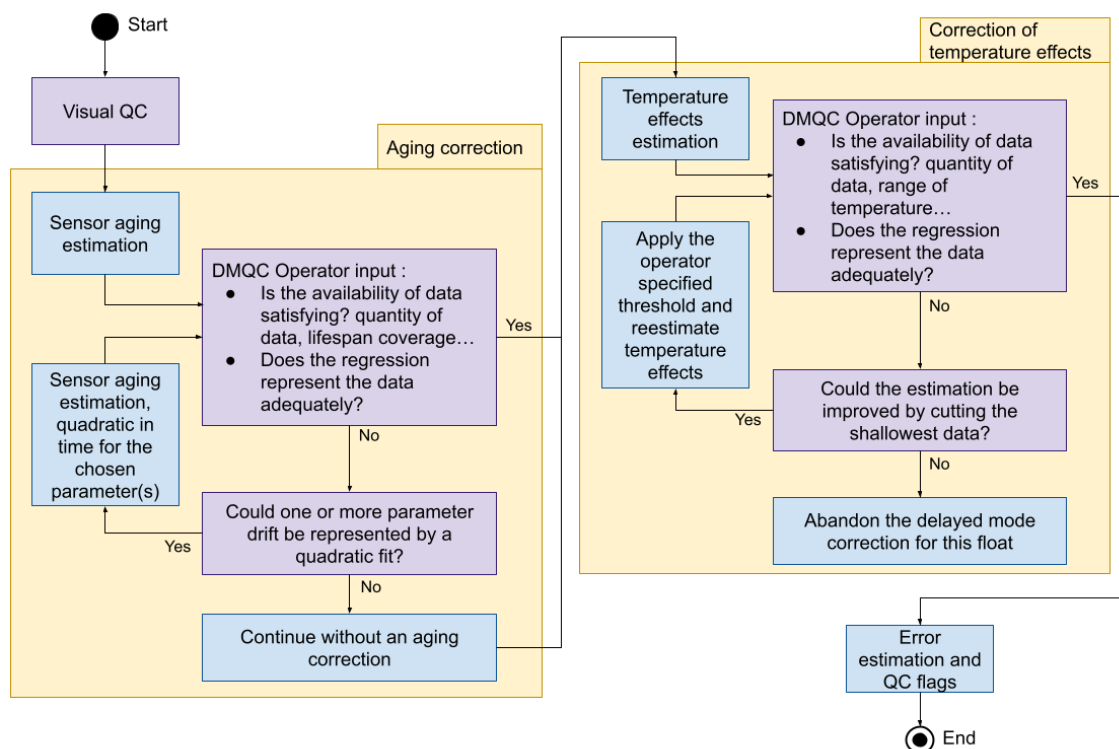 Start
Visual QC
Aging correction
Sensor aging
estimation
DMQC Operator input :
● Is the availability of data
satisfying? quantity of
data, lifespan coverage…
● Does the regression
represent the data
adequately?
Yes
No
Sensor aging
estimation,
quadratic in
time for the
chosen
parameter(s)
Could one or more parameter
drift be represented by a
quadratic fit?
Yes
No
Continue without an aging
correction
Correction of
temperature effects
Temperature
effects
estimation
DMQC Operator input :
● Is the availability of data
satisfying? quantity of
data, range of
temperature…
● Does the regression
represent the data
adequately?
Yes
No
Apply the
operator
specified
threshold and
reestimate
temperature
effects
Could the estimation be
improved by cutting the
shallowest data?
Yes
No
Abandon the delayed mode
correction for this float
Error
estimation and
QC flags
End